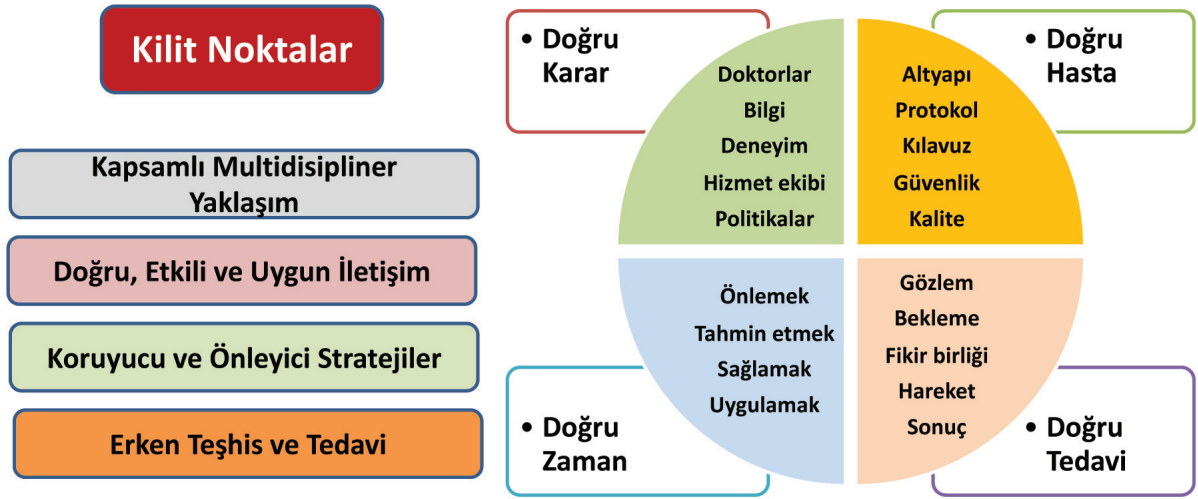 Kilit Noktalar
Kapsamlı Multidisipliner
Yaklaşım
Doğru, Etkili ve Uygun İletişim
Koruyucu ve Önleyici Stratejiler
Erken Teşhis ve Tedavi
• Doğru
Karar
Doktorlar
Bilgi
Deneyim
Hizmet ekibi
Politikalar
Altyapı
Protokol
Kılavuz
Güvenlik
Kalite
• Doğru
Hasta
Önlemek
Tahmin etmek
Sağlamak
Uygulamak
• Doğru
Zaman
Gözlem
Bekleme
Fikir birliği
Hareket
Sonuç
• Doğru
Tedavi